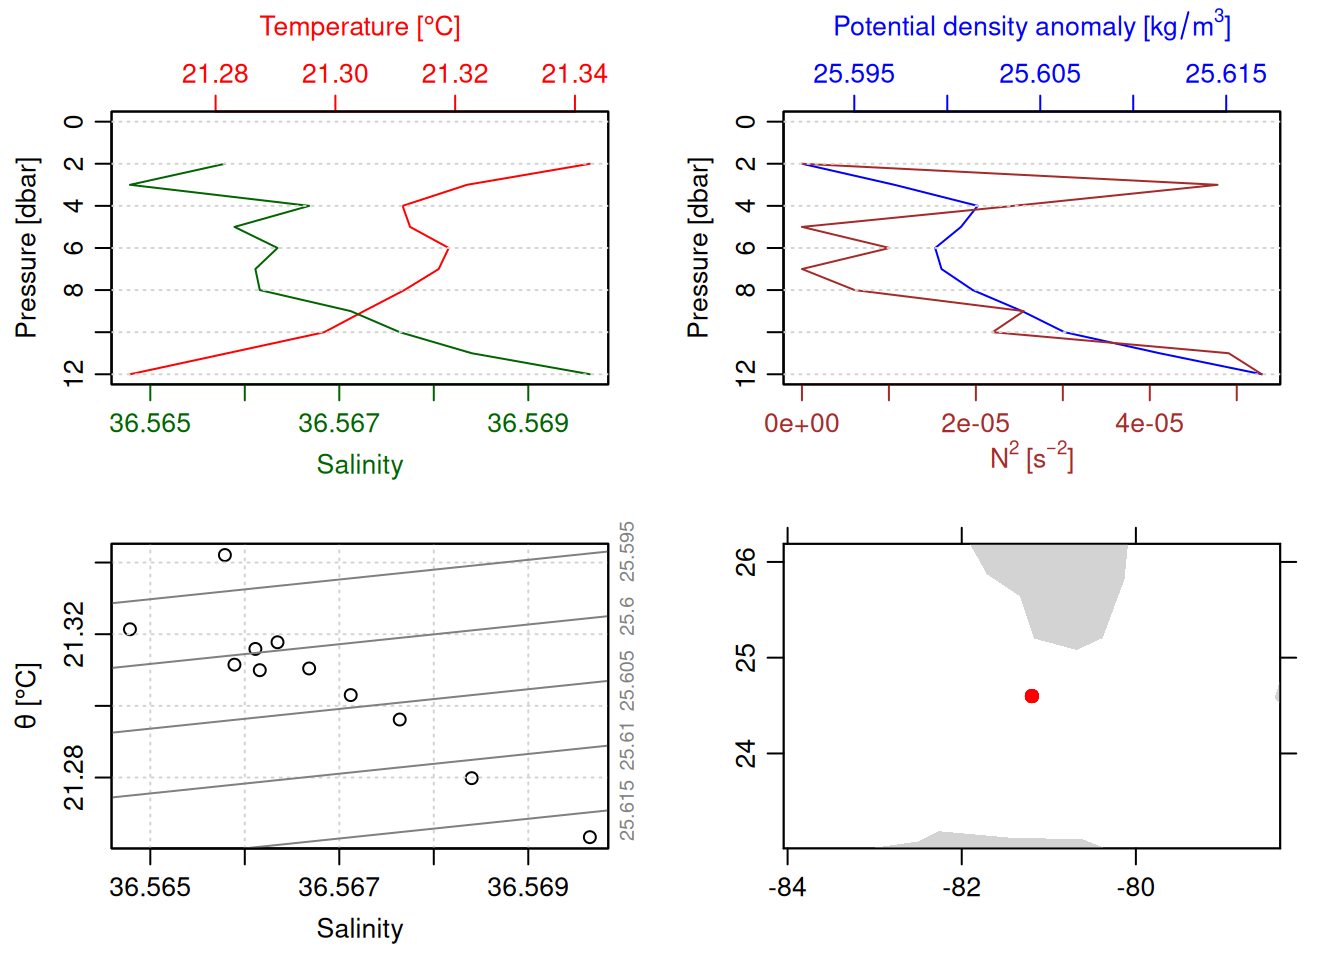 Temperature [°C]
21.28 21.30 21.32 21.34
Pressure [dbar]
0
2
4
6
8
12
36.565 36.567 36.569
Salinity
Potential density anomaly [kg/m³]
25.595 25.605 25.615
Pressure [dbar]
0
2
4
6
8
12
0e+00 2e-05 4e-05
N² [s⁻²]
θ [°C]
21.32
21.28
25.595
25.6
25.605
25.61
25.615
36.565 36.567 36.569
Salinity
26
25
24
-84 -82 -80